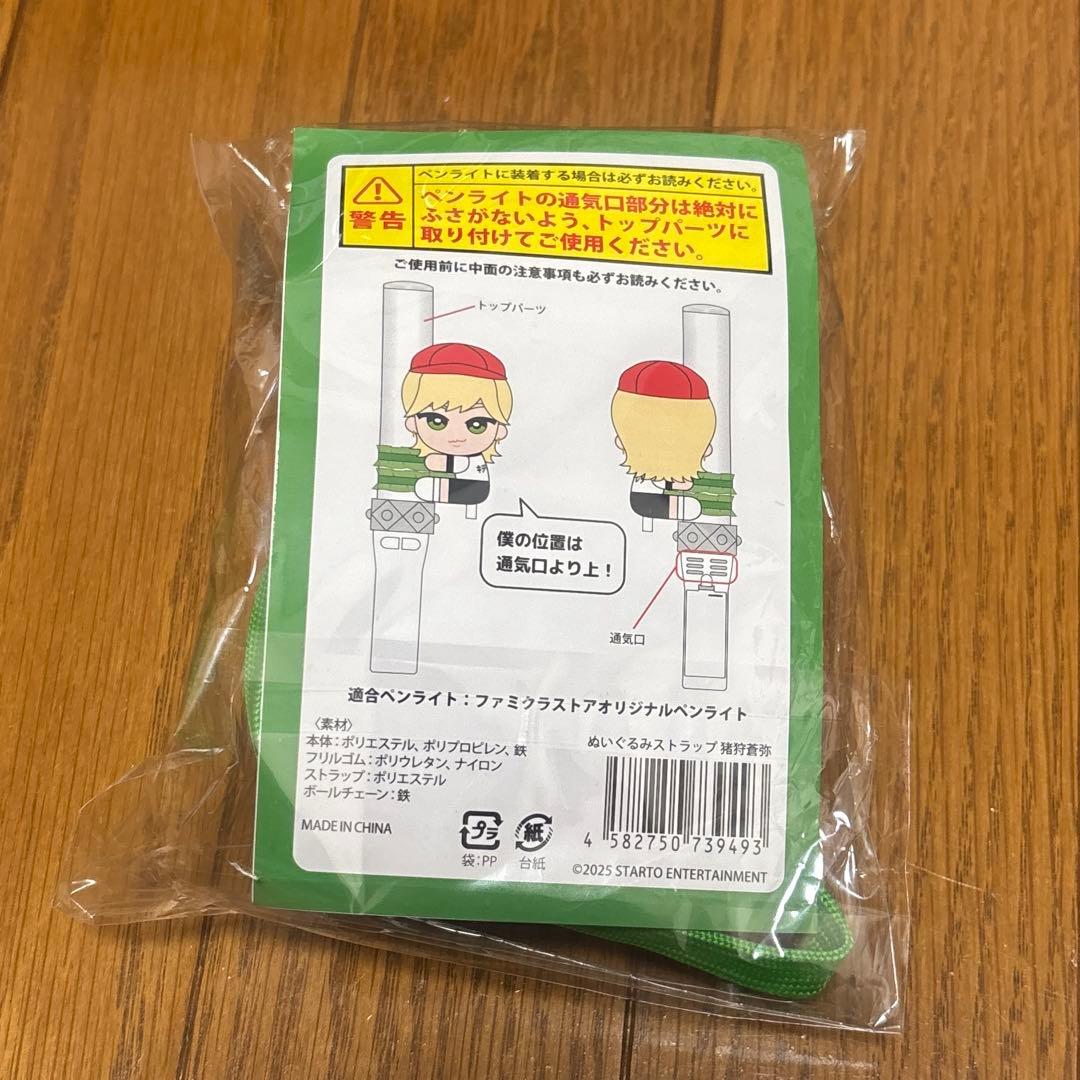 ペンライトに装着する場合は必ずお読みください。
警告
ペンライトの通気口部分は絶対に
ふさがないよう、トップパーツに
取り付けてご使用ください。
ご使用前に中面の注意事項も必ずお読みください。
トップパーツ
僕の位置は
通気口より上！
通気口
適合ペンライト：ファミクラストアオリジナルペンライト
〈素材〉
本体：ポリエステル、ポリプロピレン、鉄
フリルゴム：ポリウレタン、ナイロン
ストラップ：ポリエステル
ボールチェーン：鉄
MADE IN CHINA
プラ
袋：PP
紙
台紙
ぬいぐるみストラップ 猪狩蒼弥
4 582750 739493
©2025 STARTO ENTERTAINMENT